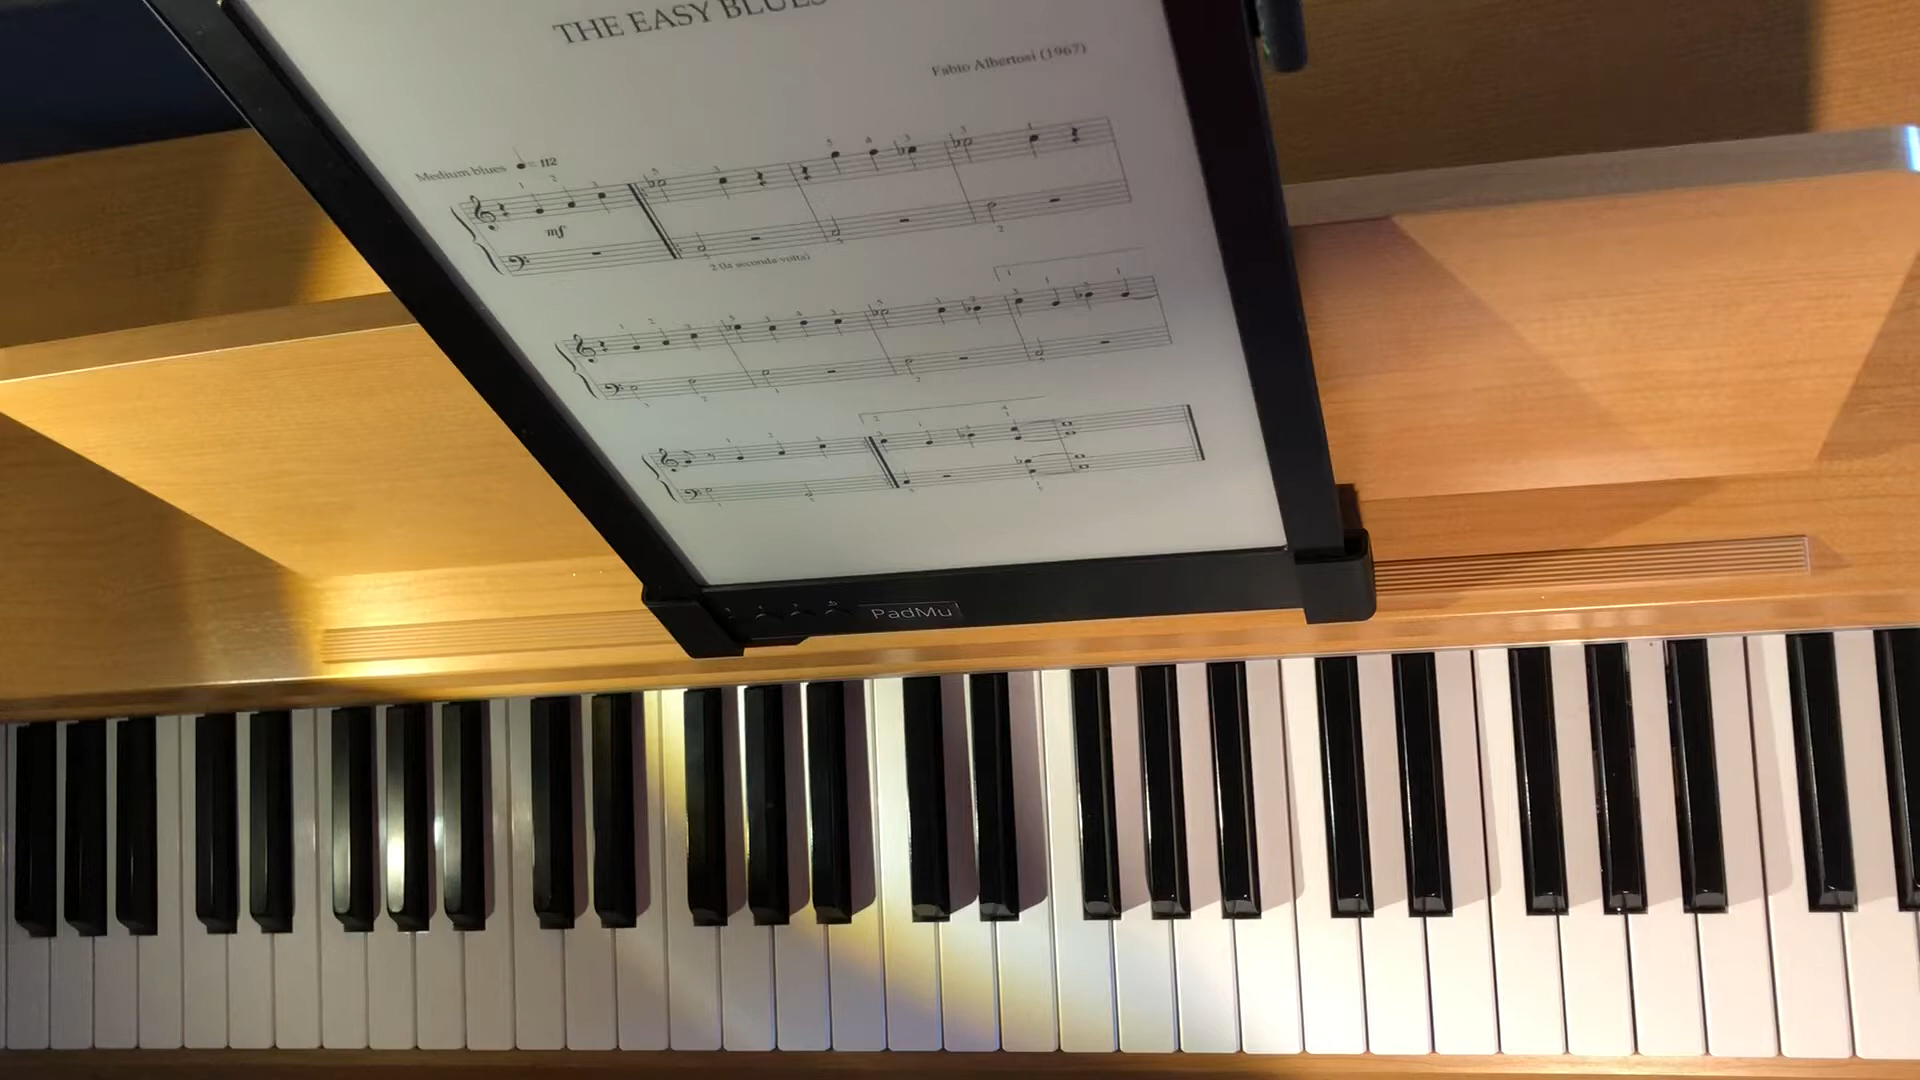 THE EASY BLUES
Fabio Albertosi (1967)
Medium blues = 112
mf
2 (la seconda volta)
PadMu